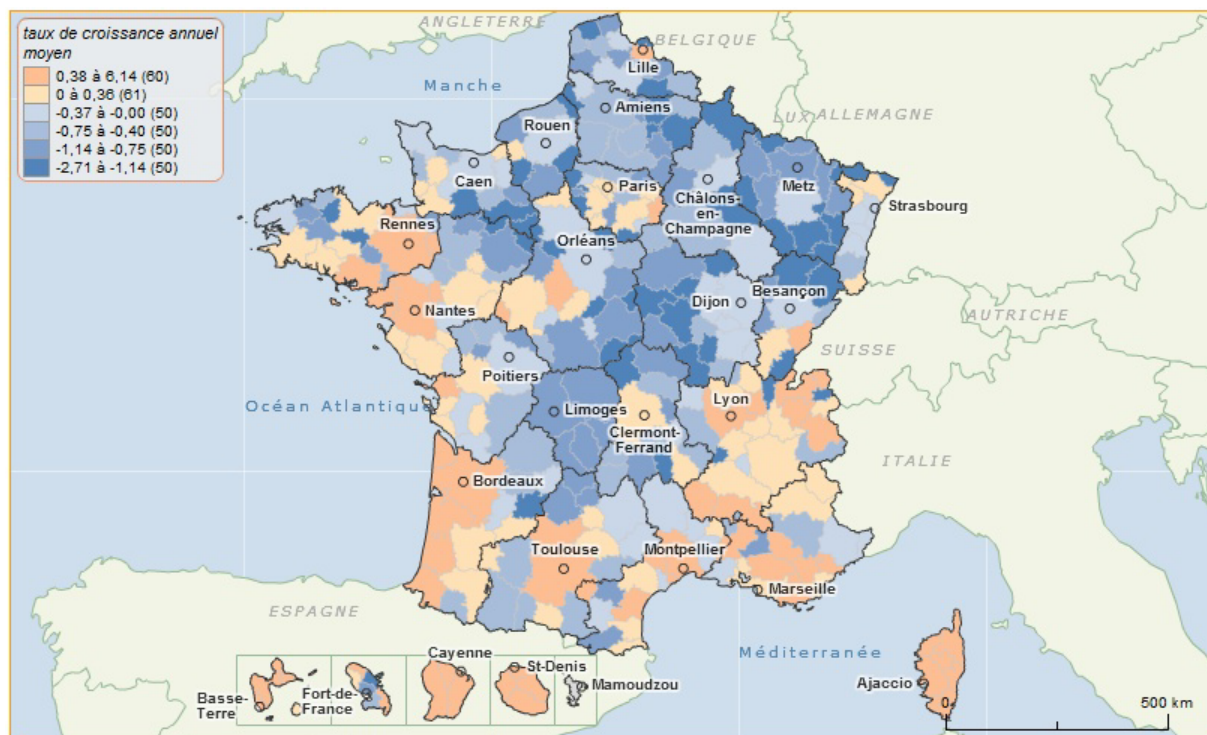 taux de croissance annuel
moyen
0,38 à 6,14 (60)
0 à 0,36 (61)
-0,37 à -0,00 (50)
-0,75 à -0,40 (50)
-1,14 à -0,75 (50)
-2,71 à -1,14 (50)
ANGLETERRE
BELGIQUE
Lille
Manche
Amiens
LUX
ALLEMAGNE
Rouen
Caen
Paris
Châlons-
en-
Champagne
Metz
Strasbourg
Rennes
Orléans
Nantes
Dijon
Besançon
AUTRICHE
SUISSE
Poitiers
Océan Atlantique
Limoges
Lyon
Clermont-
Ferrand
ITALIE
Bordeaux
Toulouse
Montpellier
Marseille
ESPAGNE
Méditerranée
Cayenne
St-Denis
Mamoudzou
Basse-
Terre
Fort-de-
France
Ajaccio
0
500 km